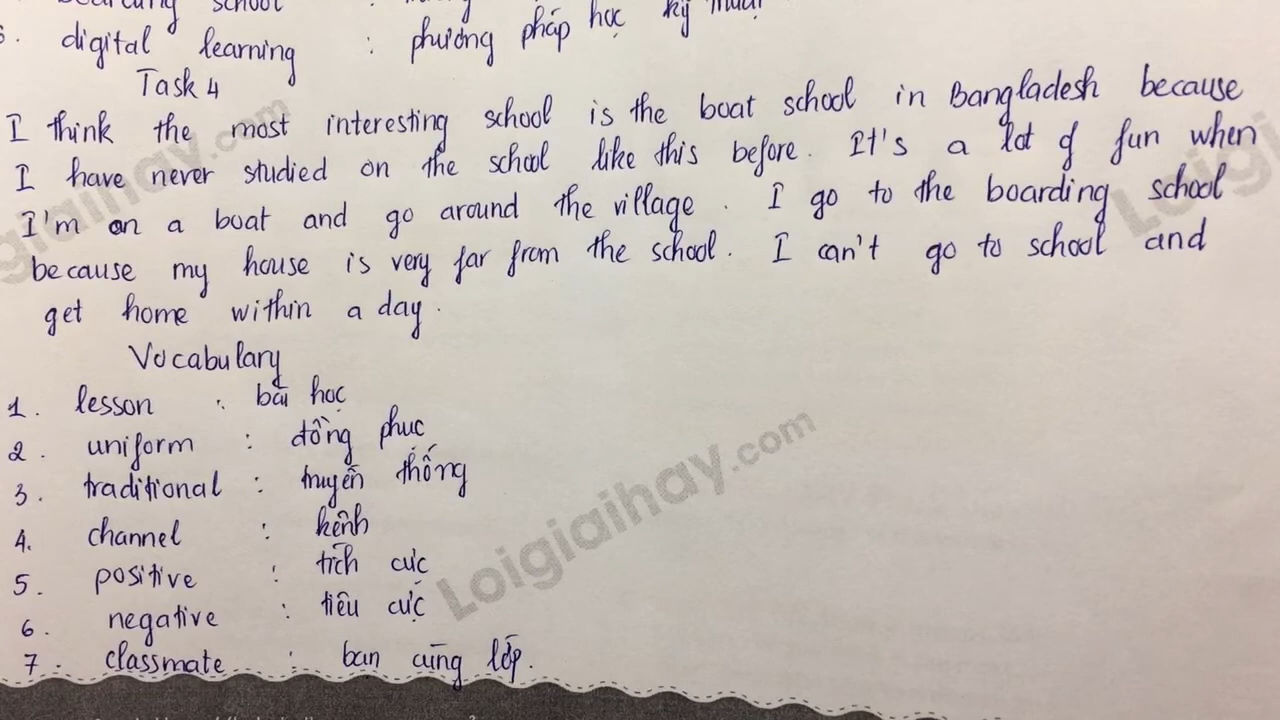 boarding school :
digital learning : phương pháp học kỹ thuật
Task 4
I think the most interesting school is the boat school in Bangladesh because
I have never studied on the school like this before. It's a lot of fun when
I'm on a boat and go around the village. I go to the boarding school
because my house is very far from the school. I can't go to school and
get home within a day.
Vocabulary
1. lesson : bài học
2. uniform : đồng phục
3. traditional : truyền thống
4. channel : kênh
5. positive : tích cực
6. negative : tiêu cực
7. classmate : bạn cùng lớp.
Loigiaihay.com